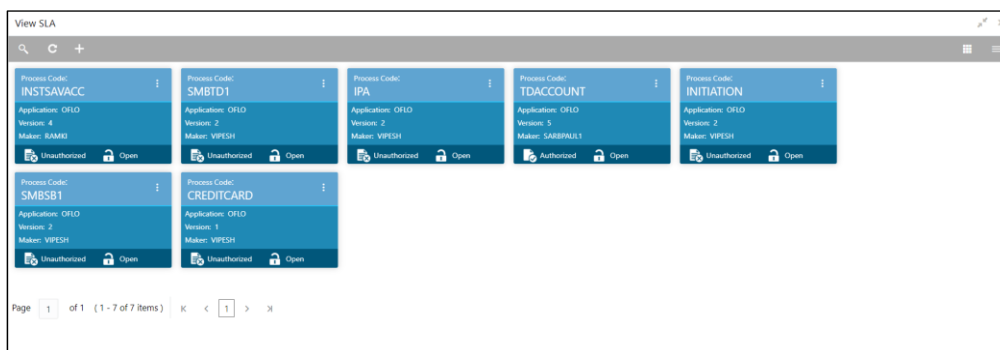 View SLA
Process Code:
INSTSAVACC
Application: OFLO
Version: 4
Maker: RAMKI
Unauthorized Open
Process Code:
SMBTD1
Application: OFLO
Version: 2
Maker: VIPESH
Unauthorized Open
Process Code:
IPA
Application: OFLO
Version: 2
Maker: VIPESH
Unauthorized Open
Process Code:
TDACCOUNT
Application: OFLO
Version: 5
Maker: SARBPAUL1
Authorized Open
Process Code:
INITIATION
Application: OFLO
Version: 2
Maker: VIPESH
Unauthorized Open
Process Code:
SMBSB1
Application: OFLO
Version: 2
Maker: VIPESH
Unauthorized Open
Process Code:
CREDITCARD
Application: OFLO
Version: 1
Maker: VIPESH
Unauthorized Open
Page 1 of 1 ( 1 - 7 of 7 items ) 1